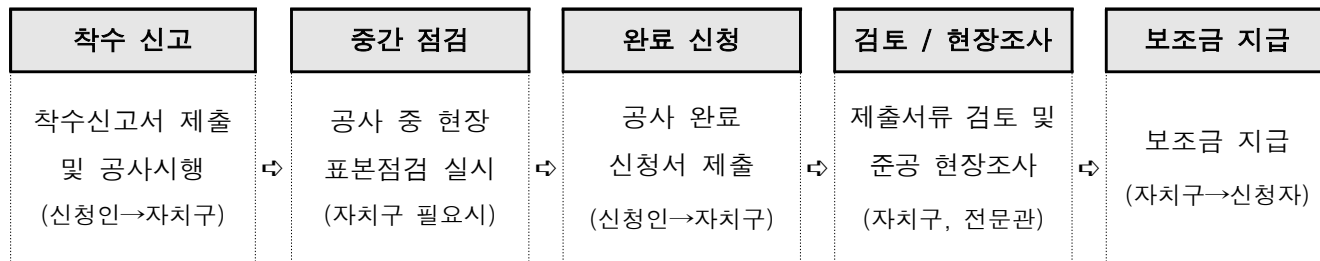 착수 신고
중간 점검
완료 신청
검토 / 현장조사
보조금 지급
착수신고서 제출
및 공사시행
(신청인→자치구)
➪
공사 중 현장
표본점검 실시
(자치구 필요시)
➪
공사 완료
신청서 제출
(신청인→자치구)
➪
제출서류 검토 및
준공 현장조사
(자치구, 전문관)
➪
보조금 지급
(자치구→신청자)